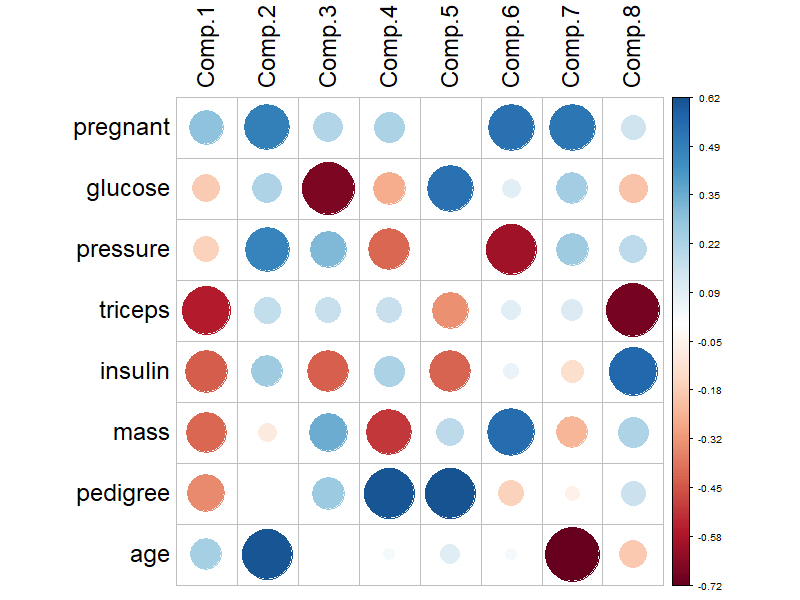 Comp.1 Comp.2 Comp.3 Comp.4 Comp.5 Comp.6 Comp.7 Comp.8
pregnant
glucose
pressure
triceps
insulin
mass
pedigree
age
0.62
0.49
0.35
0.22
0.09
-0.05
-0.18
-0.32
-0.45
-0.58
-0.72